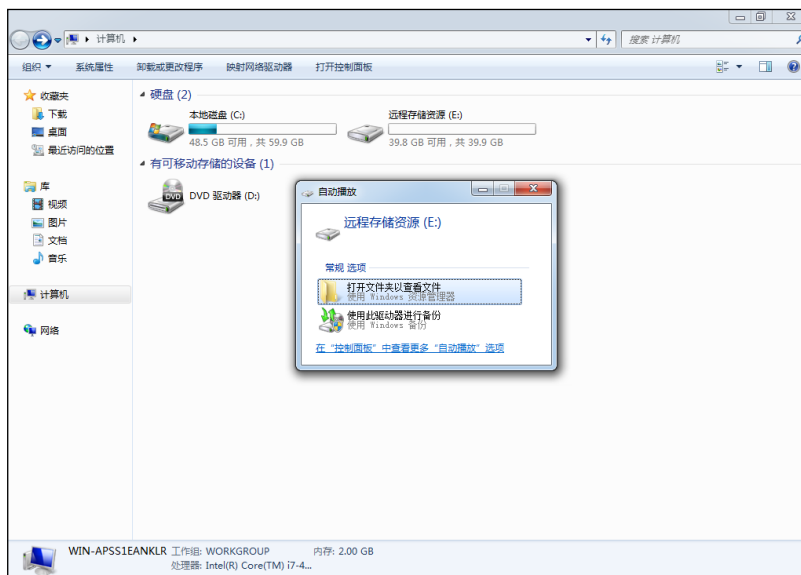 计算机
搜索 计算机
组织 系统属性 卸载或更改程序 映射网络驱动器 打开控制面板
收藏夹
下载
桌面
最近访问的位置
库
视频
图片
文档
音乐
计算机
网络
硬盘 (2)
本地磁盘 (C:)
48.5 GB 可用，共 59.9 GB
远程存储资源 (E:)
39.8 GB 可用，共 39.9 GB
有可移动存储的设备 (1)
DVD
DVD 驱动器 (D:)
自动播放
远程存储资源 (E:)
常规 选项
打开文件夹以查看文件
使用 Windows 资源管理器
使用此驱动器进行备份
使用 Windows 备份
在“控制面板”中查看更多“自动播放”选项
WIN-APSS1EANKLR 工作组: WORKGROUP 内存: 2.00 GB
处理器: Intel(R) Core(TM) i7-4...